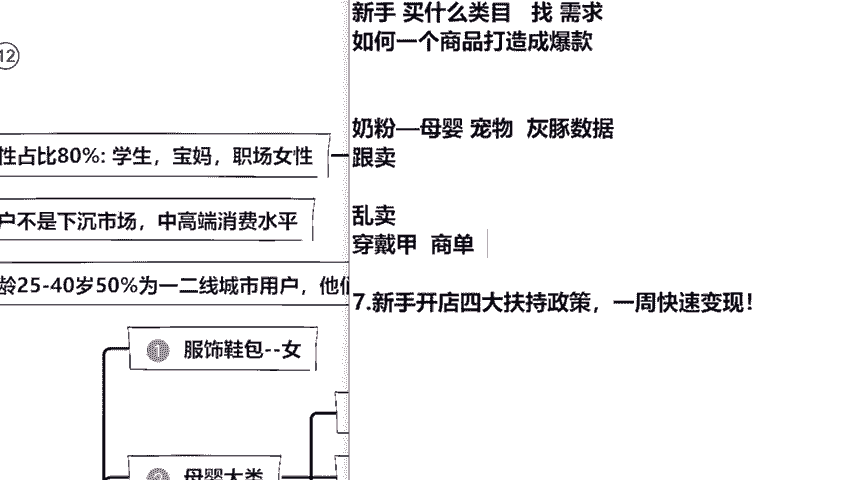 12
性占比80%: 学生，宝妈，职场女性
户不是下沉市场，中高端消费水平
龄25-40岁50%为一二线城市用户，他
1 服饰鞋包--女
母婴大类
新手 买什么类目 找 需求
如何一个商品打造成爆款
奶粉—母婴 宠物 灰豚数据
跟卖
乱卖
穿戴甲 商单
7.新手开店四大扶持政策，一周快速变现！